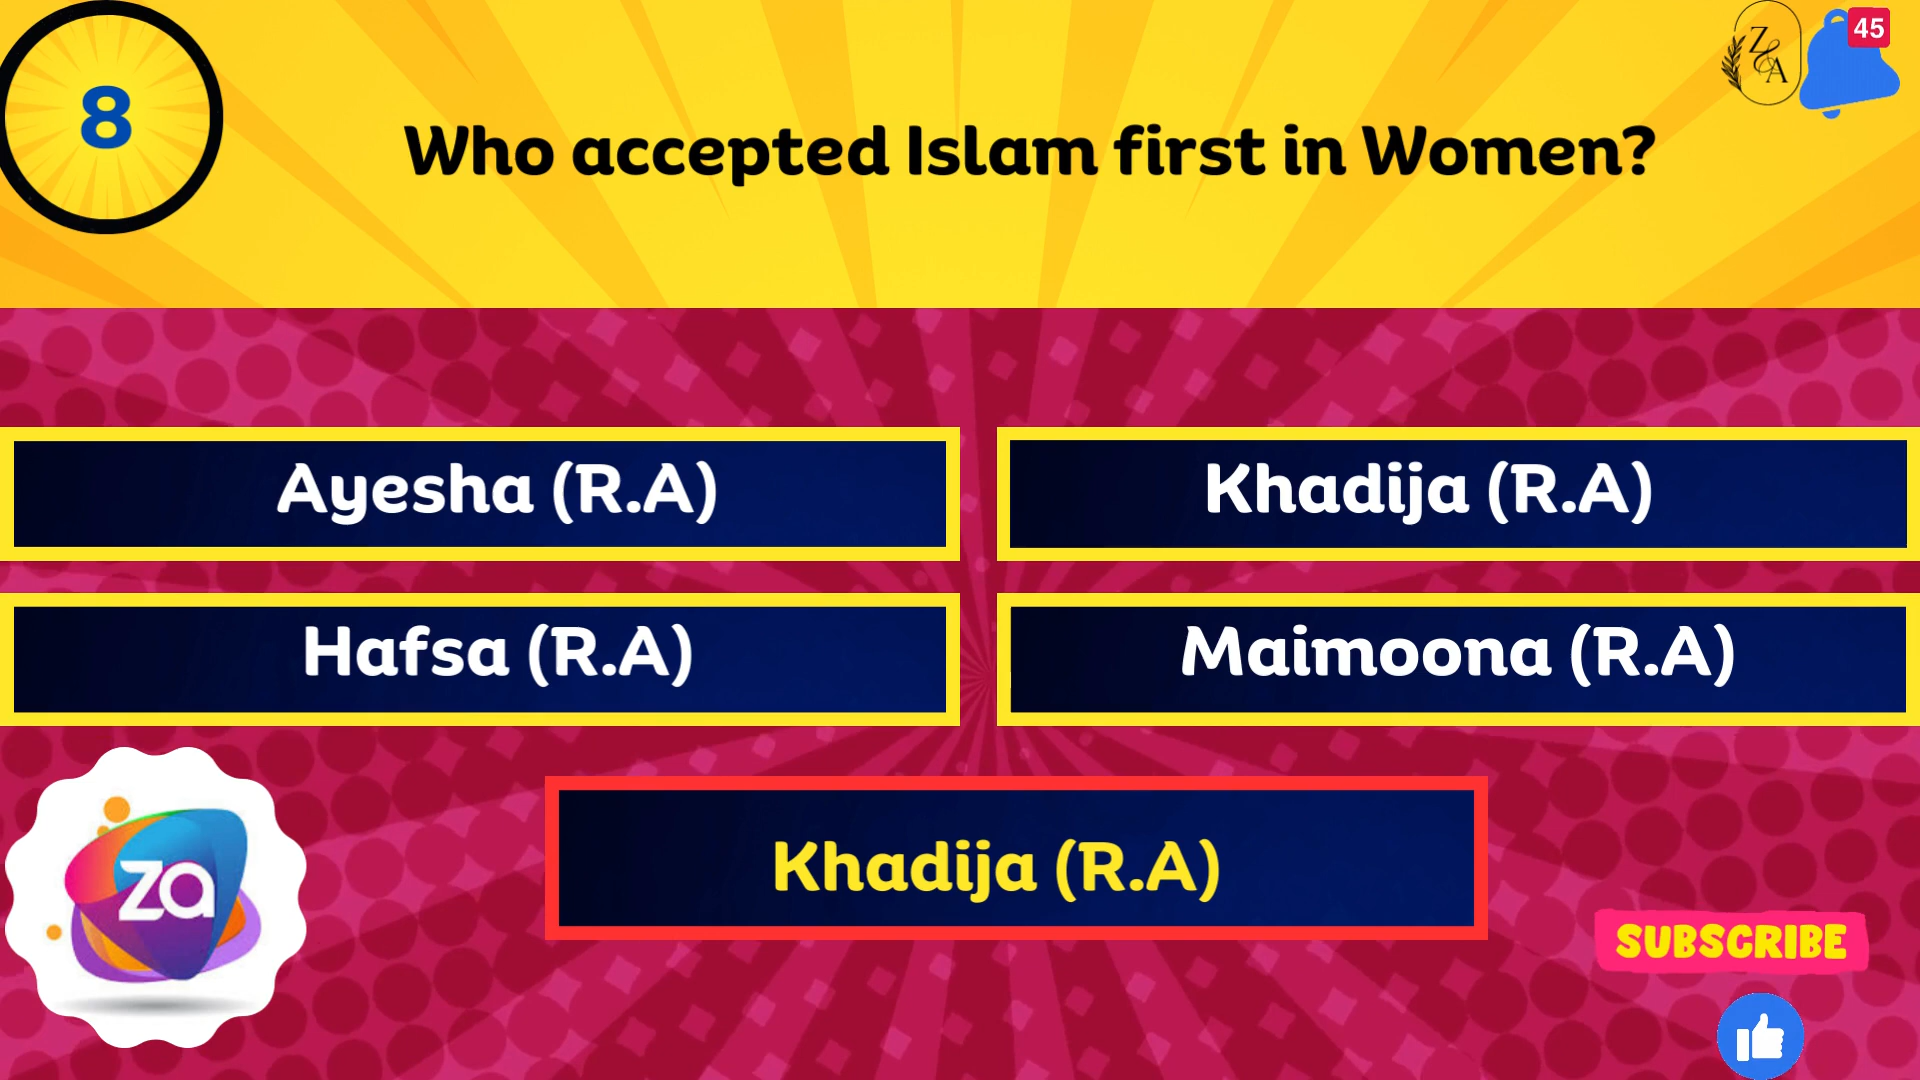 8
Who accepted Islam first in Women?
Z&A
45
Ayesha (R.A)
Khadija (R.A)
Hafsa (R.A)
Maimoona (R.A)
za
Khadija (R.A)
SUBSCRIBE